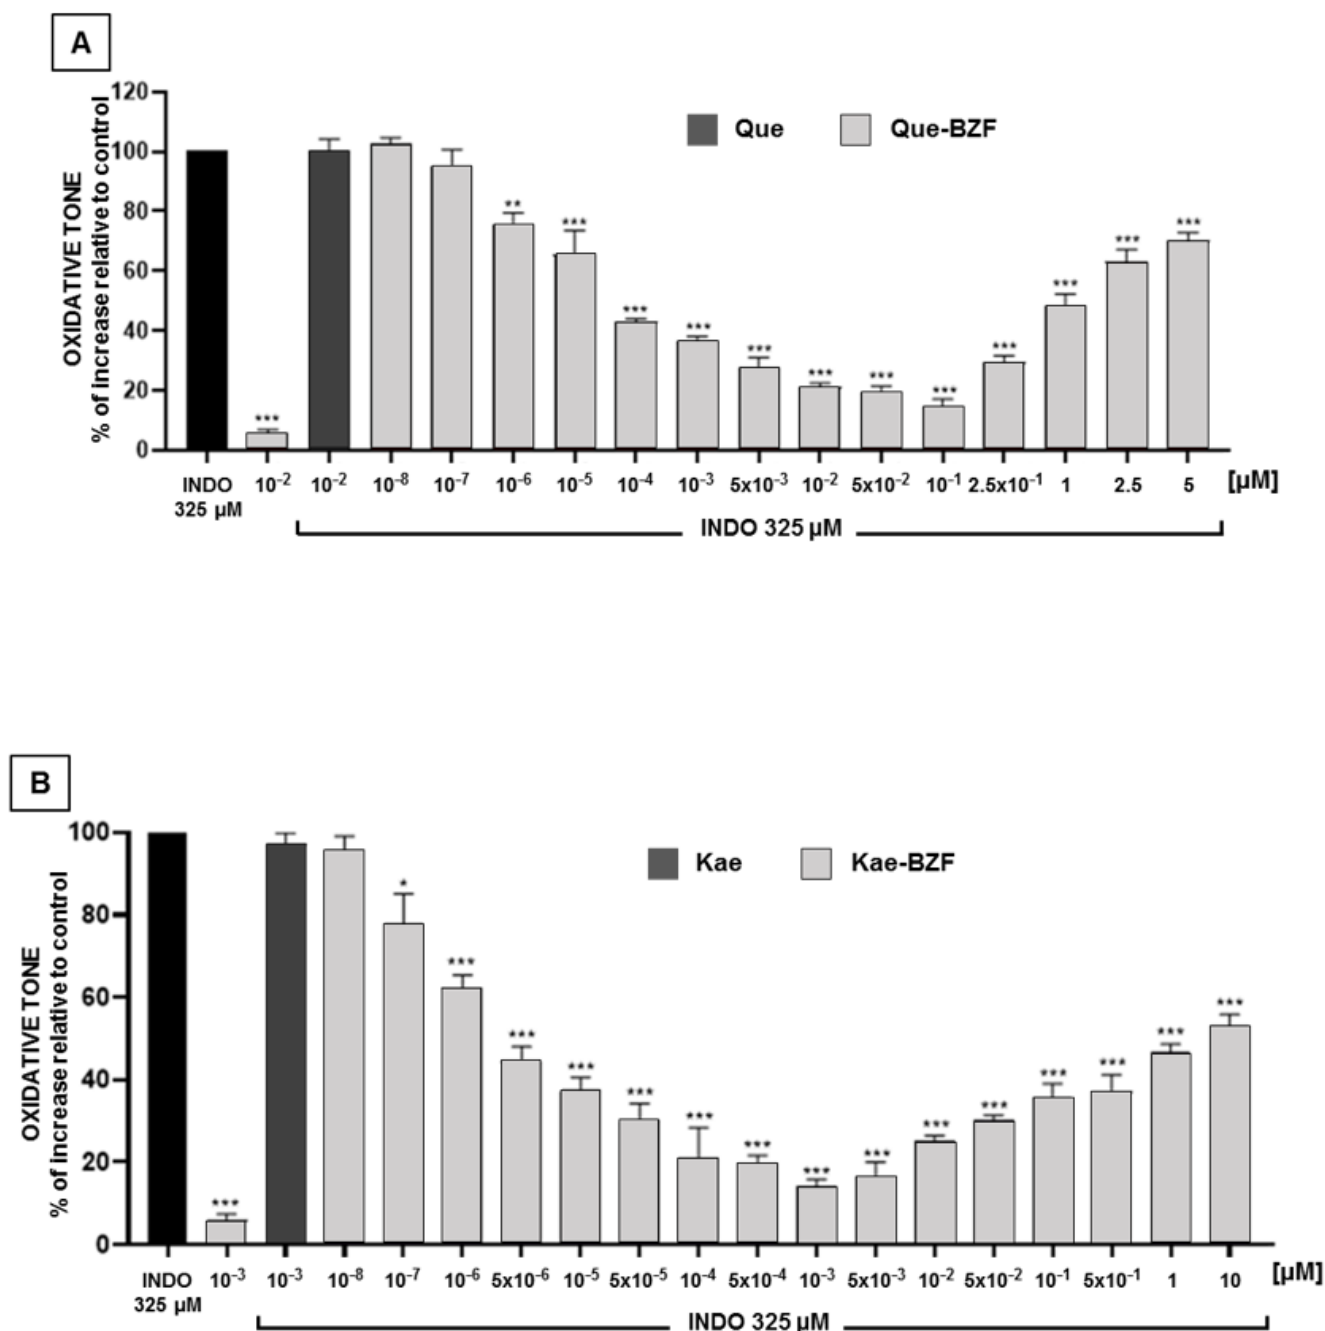 A
OXIDATIVE TONE
% of increase relative to control
120
100
80
60
40
20
0
Que
Que-BZF
***
**
***
***
***
***
***
***
***
***
***
***
***
INDO
325 µM
10⁻² 10⁻² 10⁻⁸ 10⁻⁷ 10⁻⁶ 10⁻⁵ 10⁻⁴ 10⁻³ 5x10⁻³ 10⁻² 5x10⁻² 10⁻¹ 2.5x10⁻¹ 1 2.5 5 [µM]
INDO 325 µM
B
OXIDATIVE TONE
% of increase relative to control
100
80
60
40
20
0
Kae
Kae-BZF
***
*
***
***
***
***
***
***
***
***
***
***
***
***
***
***
INDO
325 µM
10⁻³ 10⁻³ 10⁻⁸ 10⁻⁷ 10⁻⁶ 5x10⁻⁶ 10⁻⁵ 5x10⁻⁵ 10⁻⁴ 5x10⁻⁴ 10⁻³ 5x10⁻³ 10⁻² 5x10⁻² 10⁻¹ 5x10⁻¹ 1 10 [µM]
INDO 325 µM